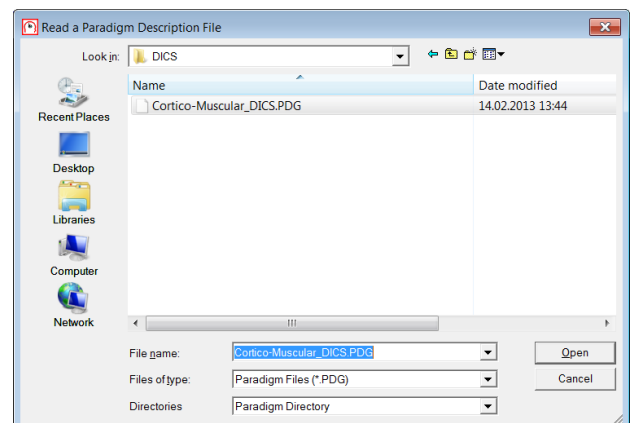 Read a Paradigm Description File
Look in:
DICS
Name
Date modified
Cortico-Muscular_DICS.PDG
14.02.2013 13:44
Recent Places
Desktop
Libraries
Computer
Network
File name:
Cortico-Muscular_DICS.PDG
Open
Files of type:
Paradigm Files (*.PDG)
Cancel
Directories
Paradigm Directory